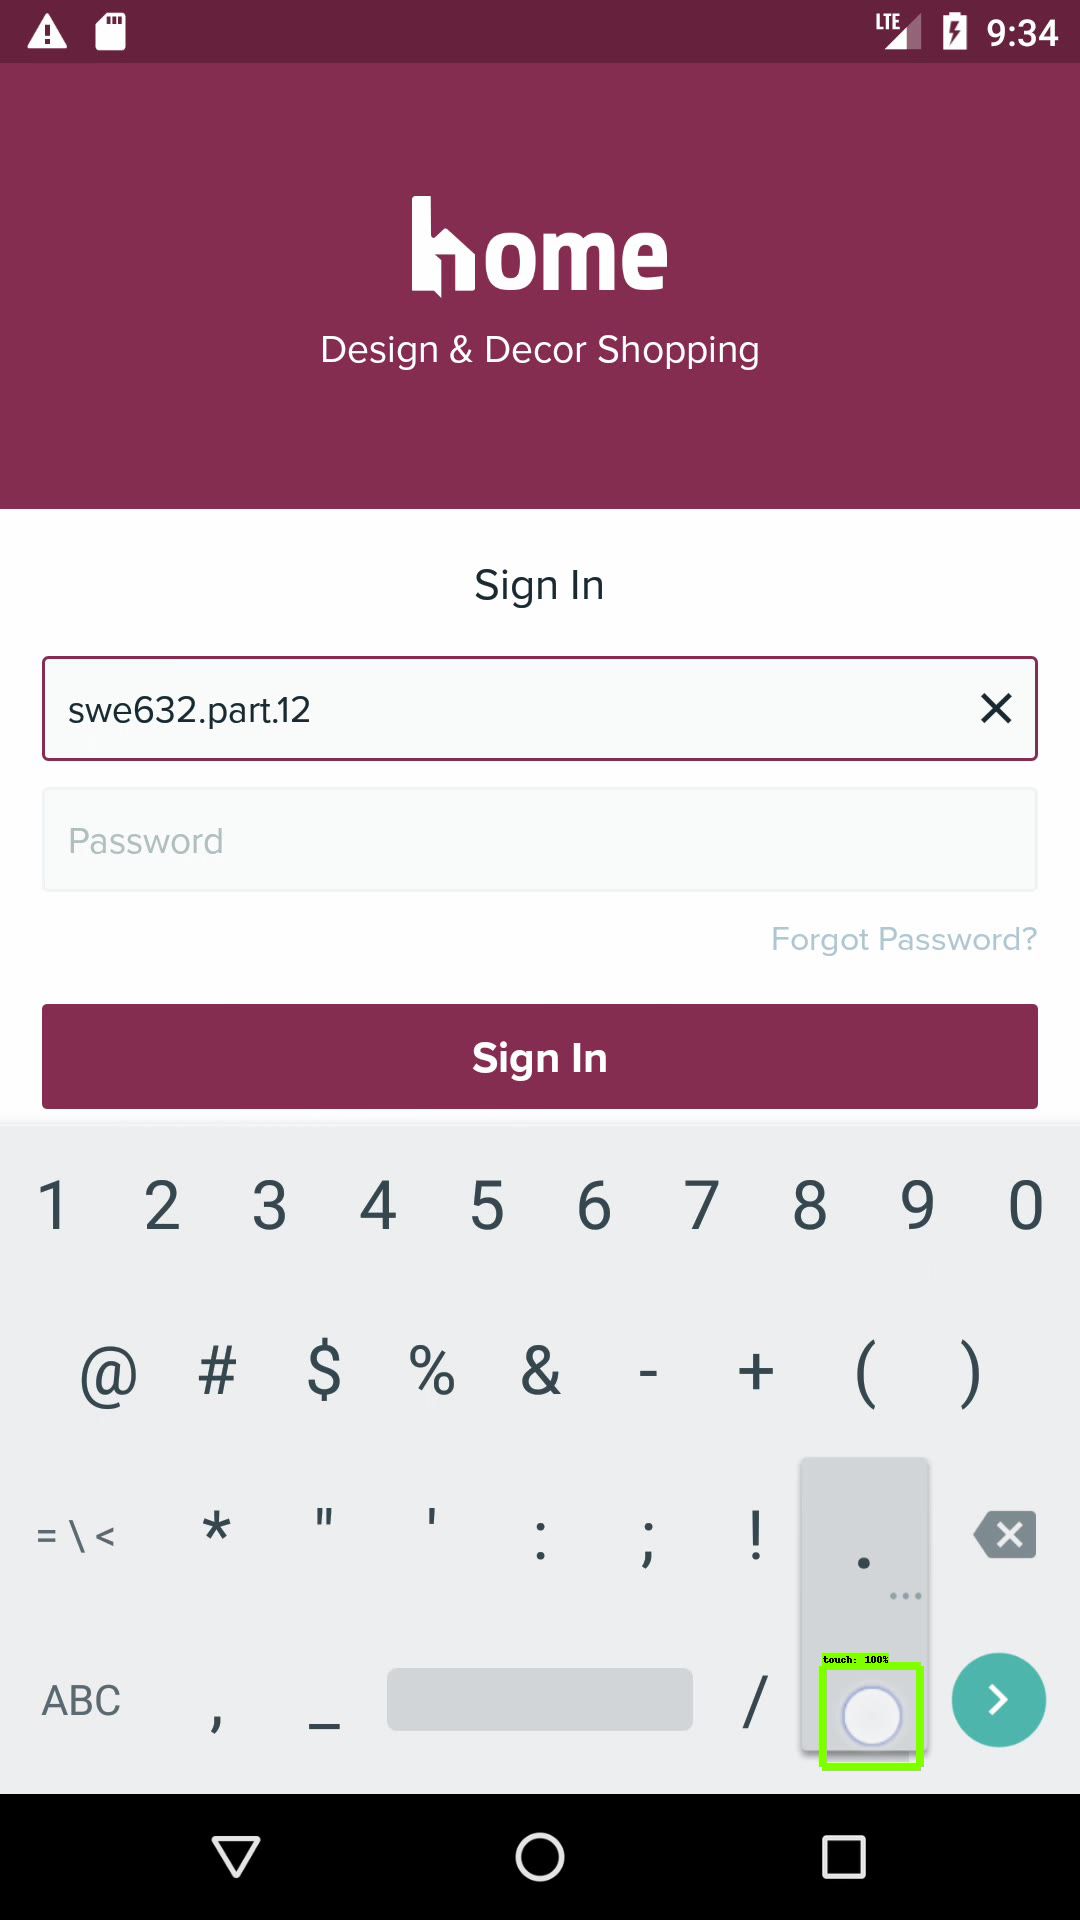 LTE 9:34
home
Design & Decor Shopping
Sign In
swe632.part.12
Password
Forgot Password?
Sign In
1 2 3 4 5 6 7 8 9 0
@ # $ % & - + ( )
= \ < * " ' : ; ! .
...
touch: 100%
ABC , _ /